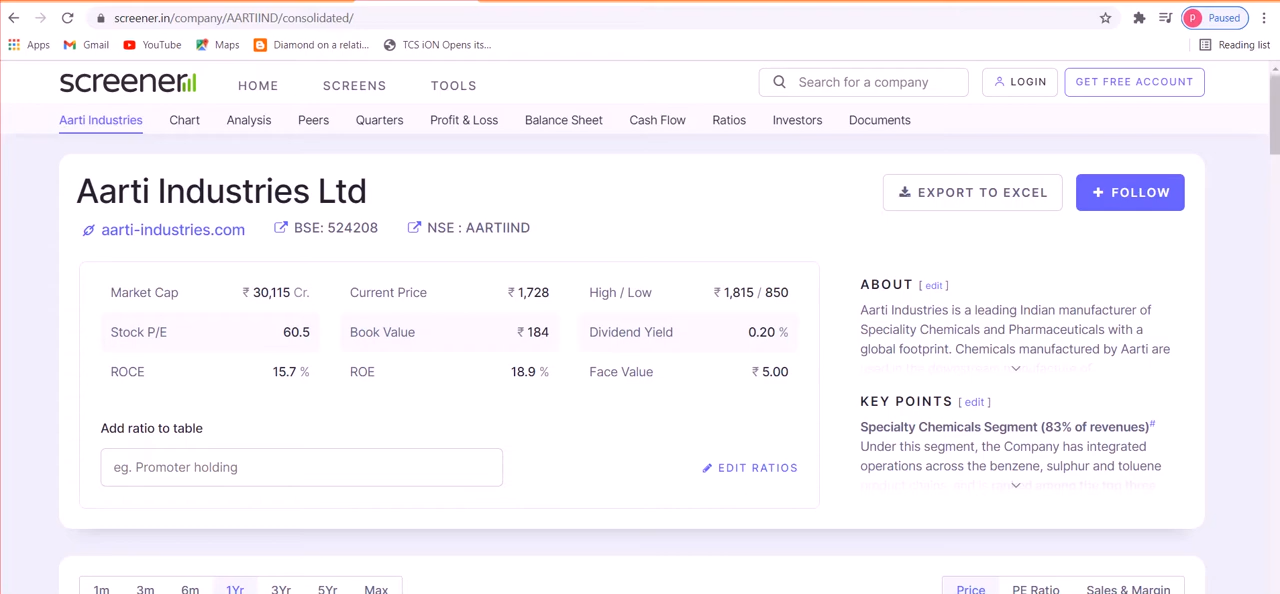 screener.in/company/AARTIIND/consolidated/
P Paused
Apps Gmail YouTube Maps Diamond on a relati... TCS iON Opens its... Reading list
screener HOME SCREENS TOOLS Search for a company LOGIN GET FREE ACCOUNT
Aarti Industries Chart Analysis Peers Quarters Profit & Loss Balance Sheet Cash Flow Ratios Investors Documents
Aarti Industries Ltd
EXPORT TO EXCEL + FOLLOW
aarti-industries.com BSE: 524208 NSE : AARTIIND
Market Cap ₹ 30,115 Cr. Current Price ₹ 1,728 High / Low ₹ 1,815 / 850
Stock P/E 60.5 Book Value ₹ 184 Dividend Yield 0.20 %
ROCE 15.7 % ROE 18.9 % Face Value ₹ 5.00
Add ratio to table
eg. Promoter holding
EDIT RATIOS
ABOUT [ edit ]
Aarti Industries is a leading Indian manufacturer of
Speciality Chemicals and Pharmaceuticals with a
global footprint. Chemicals manufactured by Aarti are
KEY POINTS [ edit ]
Specialty Chemicals Segment (83% of revenues)#
Under this segment, the Company has integrated
operations across the benzene, sulphur and toluene
1m 3m 6m 1Yr 3Yr 5Yr Max
Price PE Ratio Sales & Margin